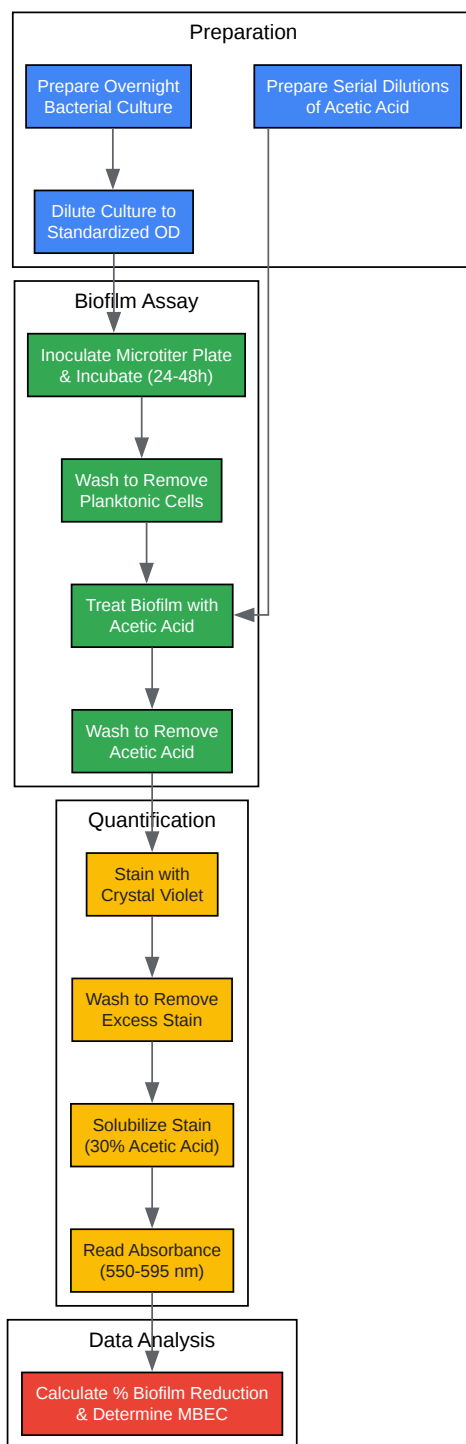 Preparation
Prepare Overnight
Bacterial Culture
Prepare Serial Dilutions
of Acetic Acid
Dilute Culture to
Standardized OD
Biofilm Assay
Inoculate Microtiter Plate
& Incubate (24-48h)
Wash to Remove
Planktonic Cells
Treat Biofilm with
Acetic Acid
Wash to Remove
Acetic Acid
Quantification
Stain with
Crystal Violet
Wash to Remove
Excess Stain
Solubilize Stain
(30% Acetic Acid)
Read Absorbance
(550-595 nm)
Data Analysis
Calculate % Biofilm Reduction
& Determine MBEC